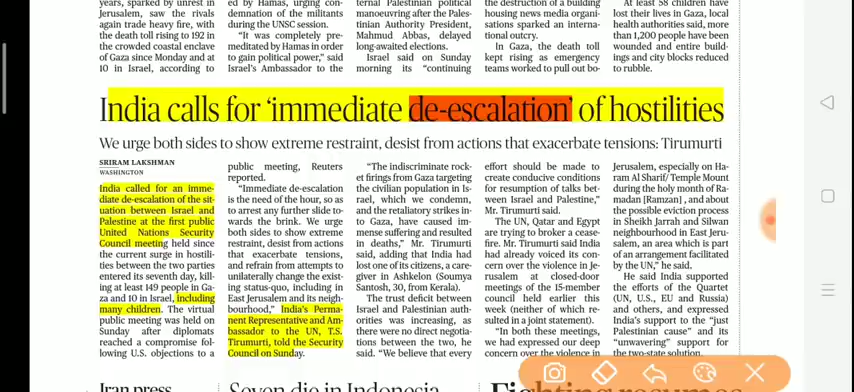 years, sparked by unrest in
Jerusalem, saw the rivals
again trade heavy fire, with
the death toll rising to 192 in
the crowded coastal enclave
of Gaza since Monday and at
10 in Israel, according to
ed by Hamas, urging con-
demnation of the militants
during the UNSC session.
"It was completely pre-
meditated by Hamas in order
to gain political power," said
Israel's Ambassador to the
ternal Palestinian political
manoeuvring after the Pales-
tinian Authority President,
Mahmud Abbas, delayed
long-awaited elections.
Israel said on Sunday
morning its "continuing
the destruction of a building
housing news media organi-
sations sparked an interna-
tional outcry.
In Gaza, the death toll
kept rising as emergency
teams worked to pull out bo-
At least 58 children have
lost their lives in Gaza, local
health authorities said, more
than 1,200 people have been
wounded and entire build-
ings and city blocks reduced
to rubble.
India calls for 'immediate de-escalation' of hostilities
We urge both sides to show extreme restraint, desist from actions that exacerbate tensions: Tirumurti
SRIRAM LAKSHMAN
WASHINGTON
India called for an imme-
diate de-escalation of the sit-
uation between Israel and
Palestine at the first public
United Nations Security
Council meeting held since
the current surge in hostili-
ties between the two parties
entered its seventh day, kill-
ing at least 149 people in Ga-
za and 10 in Israel, including
many children. The virtual
public meeting was held on
Sunday after diplomats
reached a compromise fol-
lowing U.S. objections to a
public meeting, Reuters
reported.
"Immediate de-escalation
is the need of the hour, so as
to arrest any further slide to-
wards the brink. We urge
both sides to show extreme
restraint, desist from actions
that exacerbate tensions,
and refrain from attempts to
unilaterally change the exist-
ing status-quo, including in
East Jerusalem and its neigh-
bourhood," India's Perma-
nent Representative and Am-
bassador to the UN, T.S.
Tirumurti, told the Security
Council on Sunday.
"The indiscriminate rock-
et firings from Gaza targeting
the civilian population in Is-
rael, which we condemn,
and the retaliatory strikes in-
to Gaza, have caused im-
mense suffering and resulted
in deaths," Mr. Tirumurti
said, adding that India had
lost one of its citizens, a care-
giver in Ashkelon (Soumya
Santosh, 30, from Kerala).
The trust deficit between
Israel and Palestinian auth-
orities was increasing, as
there were no direct negotia-
tions between the two, he
said. "We believe that every
effort should be made to
create conducive conditions
for resumption of talks bet-
ween Israel and Palestine,"
Mr. Tirumurti said.
The UN, Qatar and Egypt
are trying to broker a cease-
fire. Mr. Tirumurti said India
had already voiced its con-
cern over the violence in Je-
rusalem at closed-door
meetings of the 15-member
council held earlier this
week (neither of which re-
sulted in a joint statement).
"In both these meetings,
we had expressed our deep
concern over the violence in
Jerusalem, especially on Ha-
ram Al Sharif/ Temple Mount
during the holy month of Ra-
madan [Ramzan] , and about
the possible eviction process
in Sheikh Jarrah and Silwan
neighbourhood in East Jeru-
salem, an area which is part
of an arrangement facilitated
by the UN," he said.
He said India supported
the efforts of the Quartet
(UN, U.S., EU and Russia)
and others, and expressed
India's support to the "just
Palestinian cause" and its
"unwavering" support for
the two-state solution.
Iran press
Seven die in Indonesia
Fighting resumes